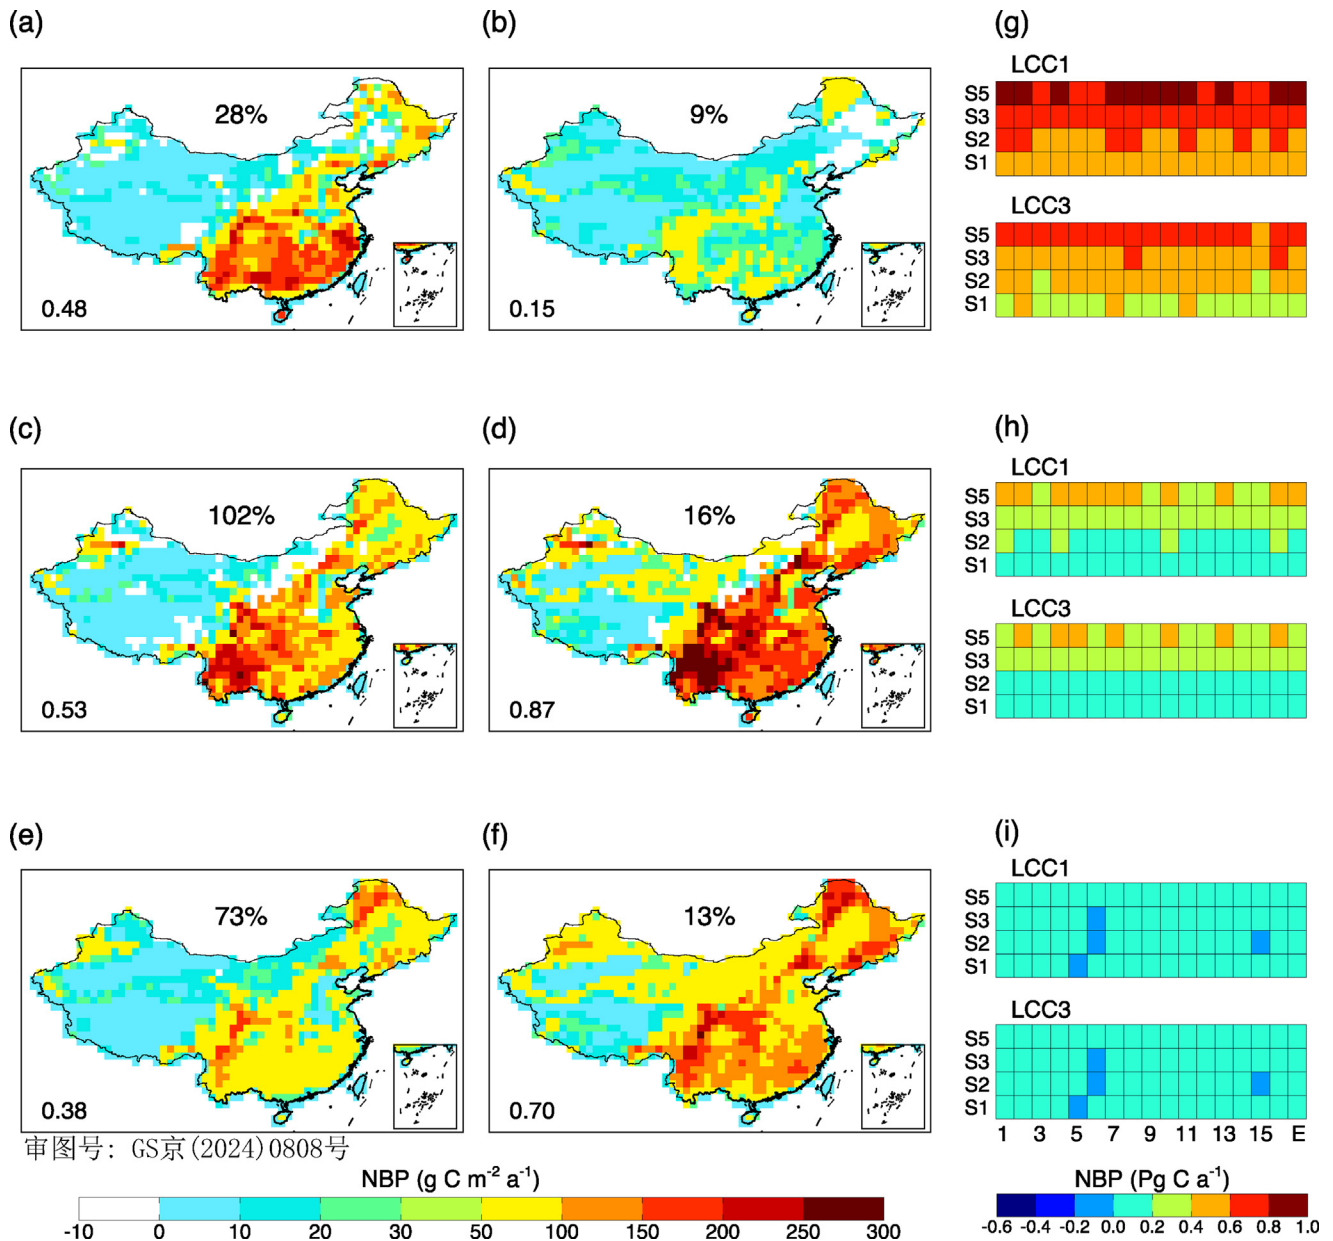 (a)
28%
0.48
(b)
9%
0.15
(g)
LCC1
S5
S3
S2
S1
LCC3
S5
S3
S2
S1
(c)
102%
0.53
(d)
16%
0.87
(h)
LCC1
S5
S3
S2
S1
LCC3
S5
S3
S2
S1
(e)
73%
0.38
(f)
13%
0.70
(i)
LCC1
S5
S3
S2
S1
LCC3
S5
S3
S2
S1
1 3 5 7 9 11 13 15 E
审图号: GS京(2024)0808号
NBP (g C m⁻² a⁻¹)
-10 0 10 20 30 50 100 150 200 250 300
NBP (Pg C a⁻¹)
-0.6 -0.4 -0.2 0.0 0.2 0.4 0.6 0.8 1.0